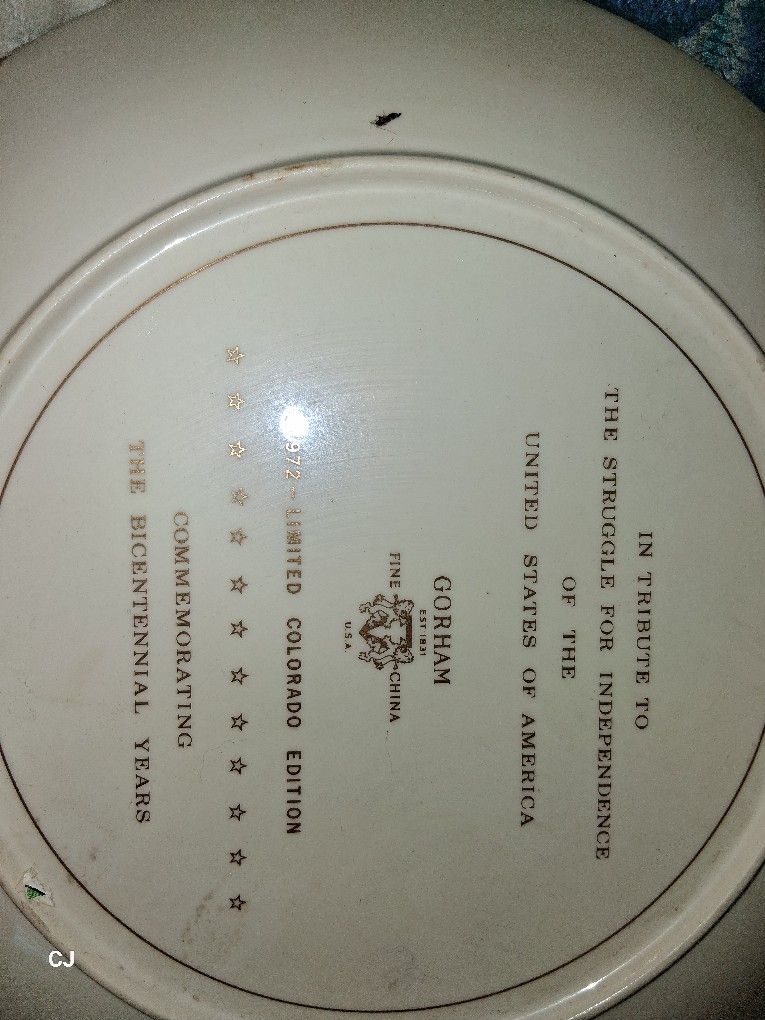 IN TRIBUTE TO
THE STRUGGLE FOR INDEPENDENCE
OF THE
UNITED STATES OF AMERICA
GORHAM
EST. 1831
FINE CHINA
U.S.A.
972-LIMITED COLORADO EDITION
COMMEMORATING
THE BICENTENNIAL YEARS
CJ